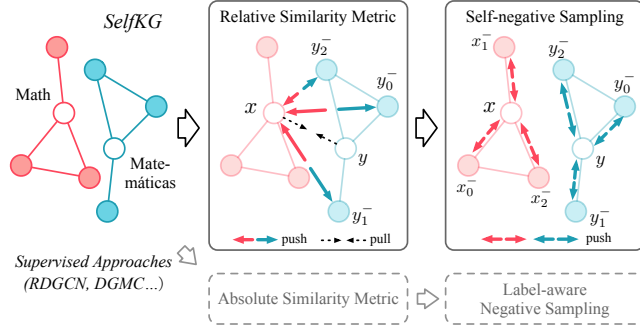 SelfKG
Math
Mate-
máticas
Supervised Approaches
(RDGCN, DGMC…)
Relative Similarity Metric
y₂⁻
y₀⁻
x
y
y₁⁻
push
pull
Absolute Similarity Metric
Self-negative Sampling
x₁⁻
y₂⁻
y₀⁻
x
y
x₀⁻
x₂⁻
y₁⁻
push
Label-aware
Negative Sampling